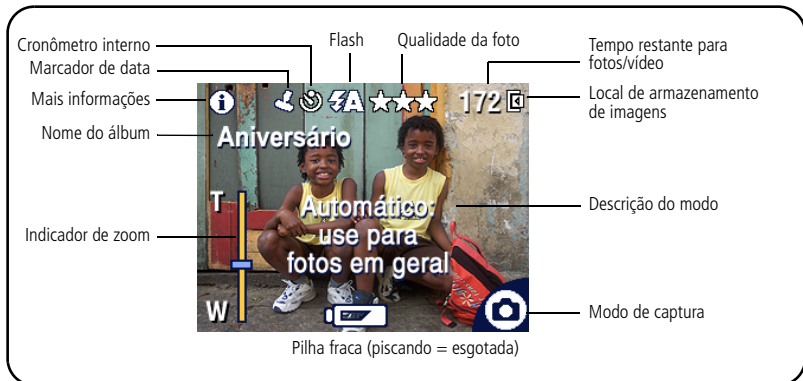 Cronômetro interno
Flash
Qualidade da foto
Tempo restante para
fotos/vídeo
Marcador de data
Mais informações
Local de armazenamento
de imagens
Nome do álbum
172
Aniversário
T
Automático:
use para
fotos em geral
Descrição do modo
Indicador de zoom
W
Modo de captura
Pilha fraca (piscando = esgotada)